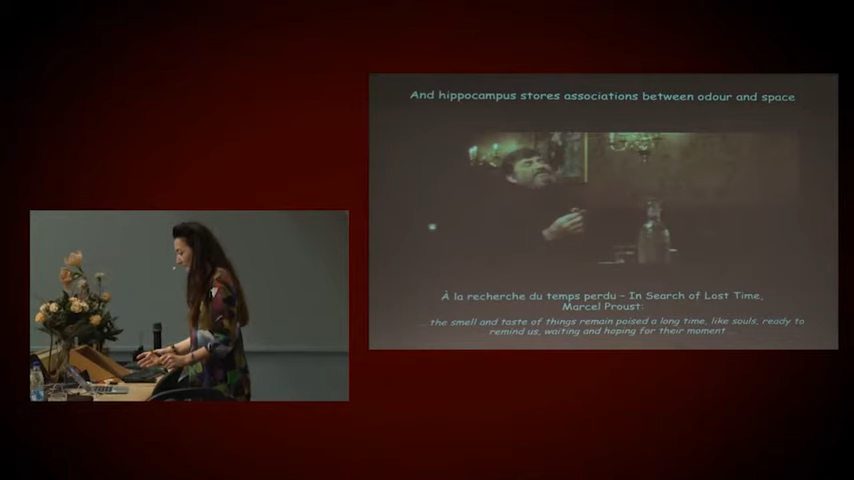 And hippocampus stores associations between odour and space
À la recherche du temps perdu – In Search of Lost Time,
Marcel Proust:
... the smell and taste of things remain poised a long time, like souls, ready to
remind us, waiting and hoping for their moment ...